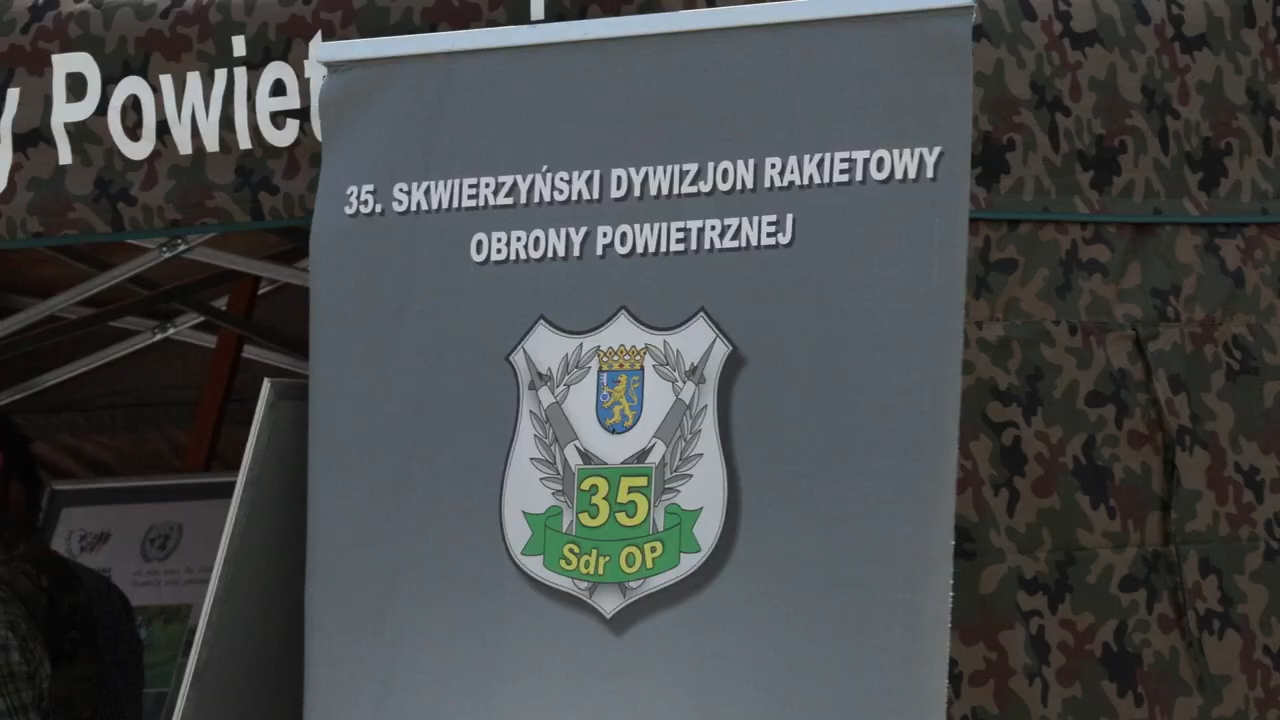 y Powiet
35. SKWIERZYŃSKI DYWIZJON RAKIETOWY
OBRONY POWIETRZNEJ
35
Sdr OP